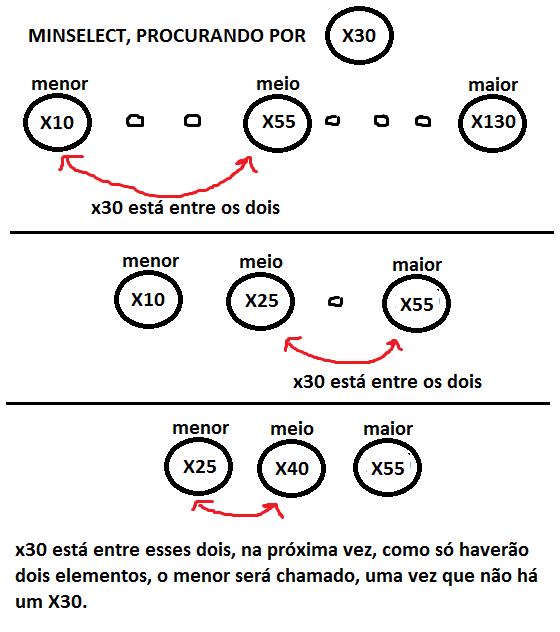 MINSELECT, PROCURANDO POR X30
menor meio maior
X10 X55 X130
x30 está entre os dois
menor meio maior
X10 X25 X55
x30 está entre os dois
menor meio maior
X25 X40 X55
x30 está entre esses dois, na próxima vez, como só haverão
dois elementos, o menor será chamado, uma vez que não há
um X30.